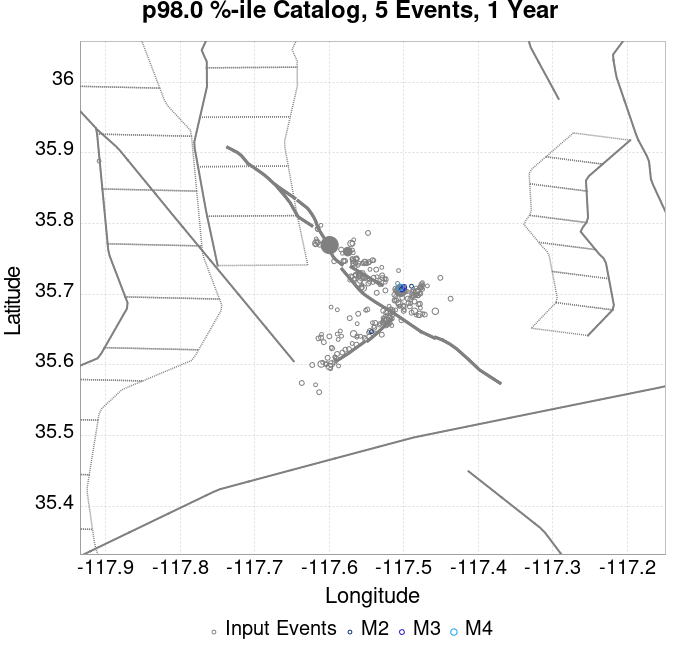 p98.0 %-ile Catalog, 5 Events, 1 Year
36
35.9
35.8
35.7
35.6
35.5
35.4
Latitude
-117.9 -117.8 -117.7 -117.6 -117.5 -117.4 -117.3 -117.2
Longitude
Input Events M2 M3 M4